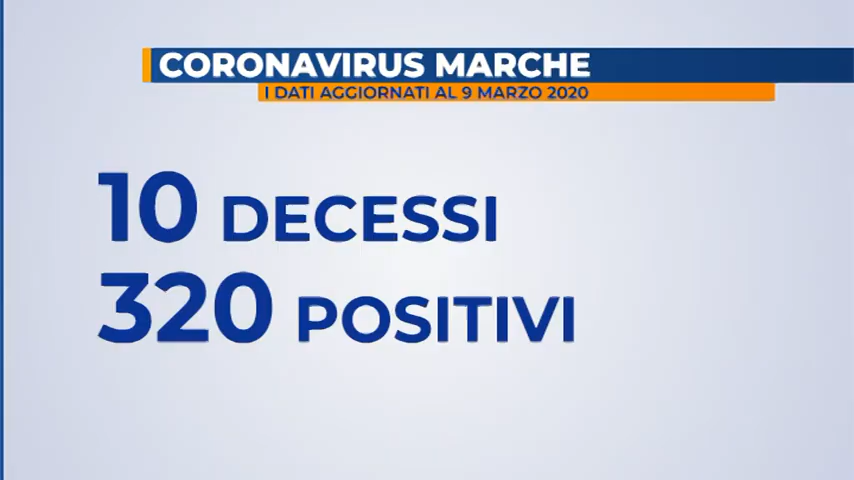 CORONAVIRUS MARCHE
I DATI AGGIORNATI AL 9 MARZO 2020
10 DECESSI
320 POSITIVI